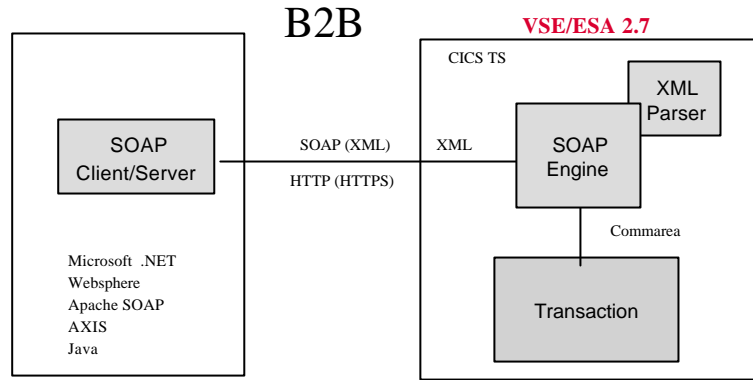 B2B
VSE/ESA 2.7
CICS TS
XML
Parser
SOAP
Client/Server
SOAP (XML)
HTTP (HTTPS)
XML
SOAP
Engine
Commarea
Microsoft .NET
Websphere
Apache SOAP
AXIS
Java
Transaction